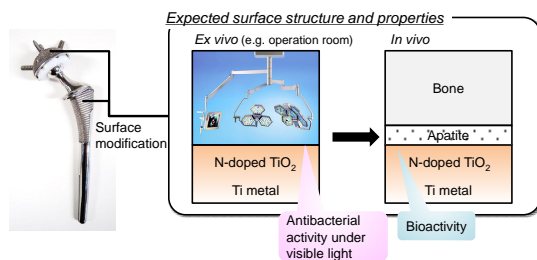 Expected surface structure and properties
Ex vivo (e.g. operation room)
In vivo
Surface
modification
Bone
Apatite
N-doped TiO2
Ti metal
N-doped TiO2
Ti metal
Antibacterial
activity under
visible light
Bioactivity